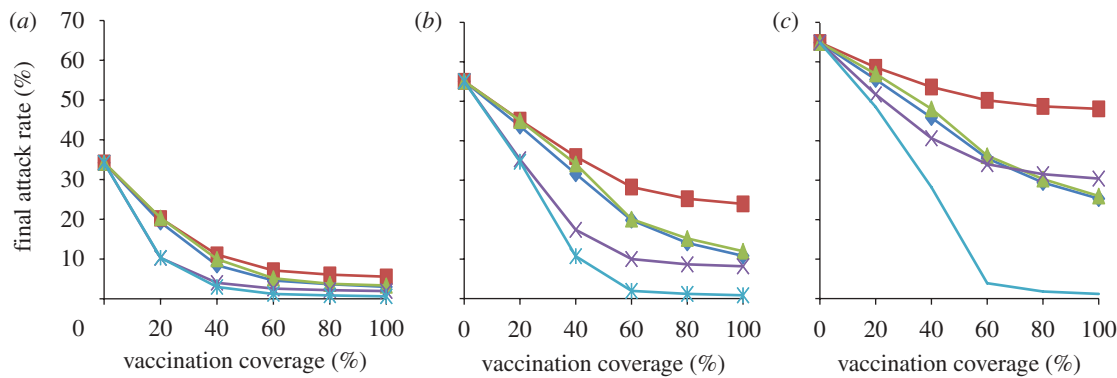 (a)
(b)
(c)
final attack rate (%)
70
60
50
40
30
20
10
0 20 40 60 80 100
0 20 40 60 80 100
0 20 40 60 80 100
vaccination coverage (%)
vaccination coverage (%)
vaccination coverage (%)